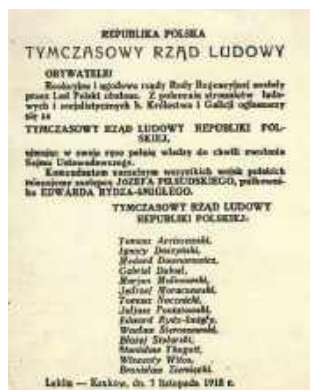 REPUBLIKA POLSKA
TYMCZASOWY RZĄD LUDOWY
OBYWATELE!
Reakcyjne i ugodowe rządy Rady Regencyjnej zostały
przez Lud Polski obalone. Z polecenia stronnictw ludo-
wych i socjalistycznych b. Królestwa i Galicji ogłaszamy
się za
TYMCZASOWY RZĄD LUDOWY REPUBLIKI POL-
SKIEJ,
ujmując w swoje ręce pełnię władzy do chwili zwołania
Sejmu Ustawodawczego.
Komendantem naczelnym wszystkich wojsk polskich
mianujemy zastępcę JÓZEFA PIŁSUDSKIEGO, pułkowni-
ka EDWARDA RYDZA-ŚMIGŁEGO.
TYMCZASOWY RZĄD LUDOWY
REPUBLIKI POLSKIEJ:
Tomasz Arciszewski,
Ignacy Daszyński,
Medard Downarowicz,
Gabriel Dubiel,
Marjan Malinowski,
Jędrzej Moraczewski,
Tomasz Nocznicki,
Juljusz Poniatowski,
Edward Rydz-Śmigły,
Wacław Sieroszewski,
Błażej Stolarski,
Stanisław Thugutt,
Wincenty Witos,
Bronisław Ziemięcki.
Lublin — Kraków, dn. 7 listopada 1918 r.